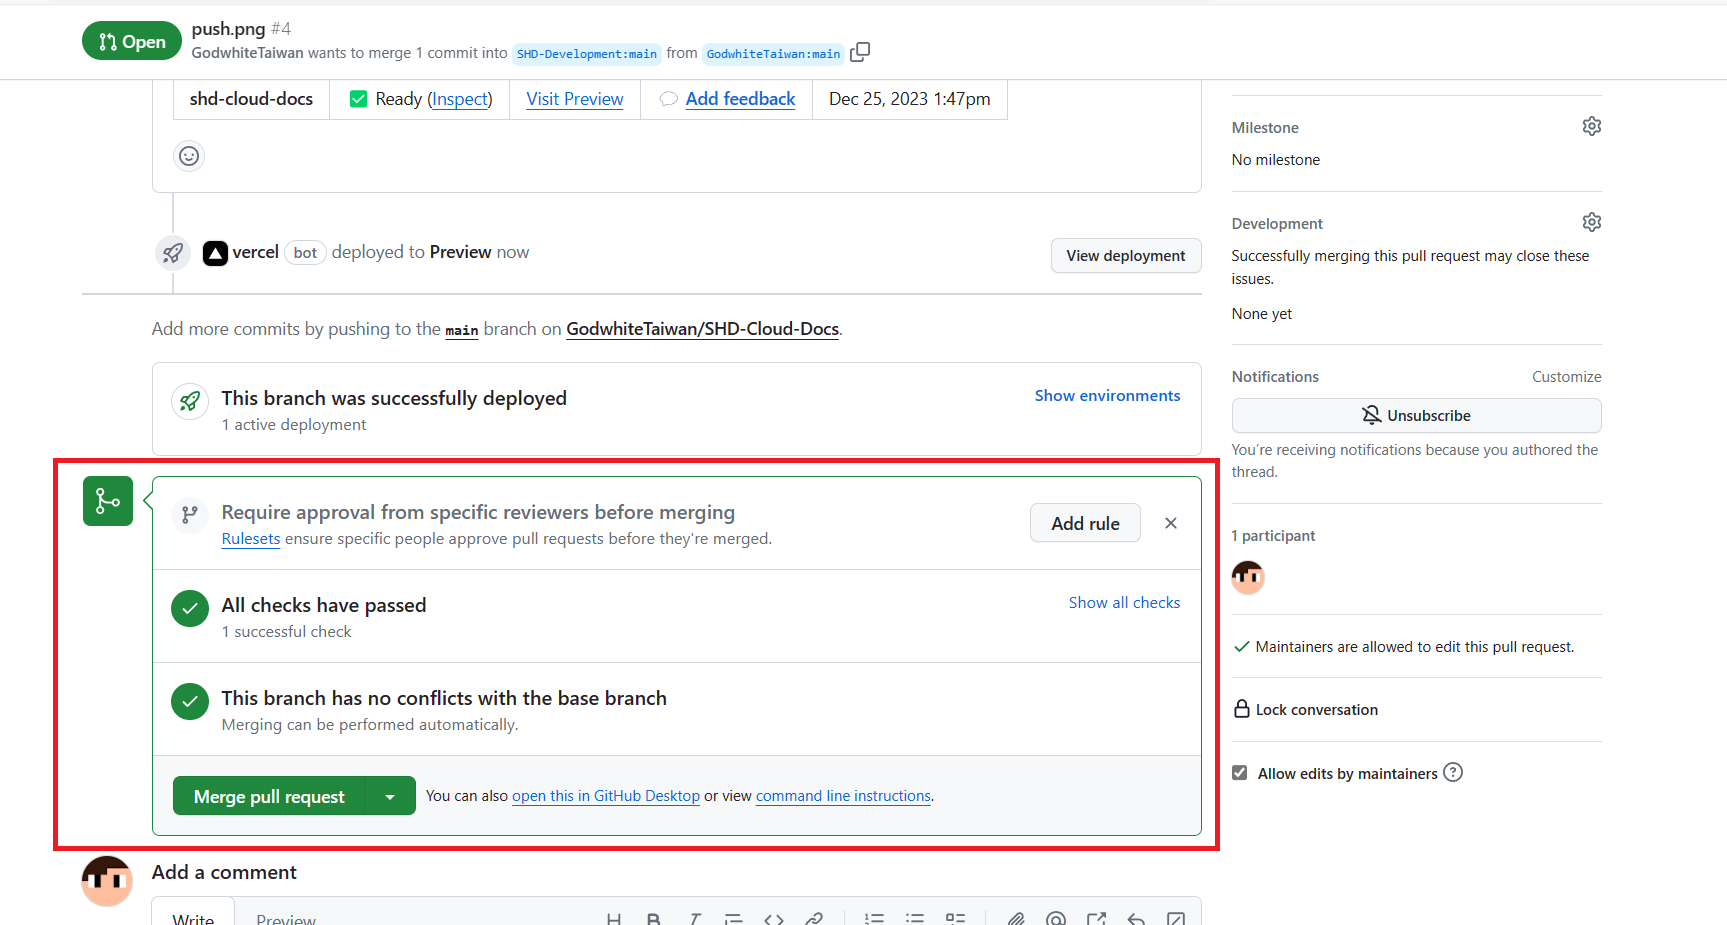 Open
push.png #4
GodwhiteTaiwan wants to merge 1 commit into SHD-Development:main from GodwhiteTaiwan:main
shd-cloud-docs ✅ Ready (Inspect) Visit Preview 💬 Add feedback Dec 25, 2023 1:47pm
vercel bot deployed to Preview now
View deployment
Add more commits by pushing to the main branch on GodwhiteTaiwan/SHD-Cloud-Docs.
This branch was successfully deployed
1 active deployment
Show environments
Require approval from specific reviewers before merging
Rulesets ensure specific people approve pull requests before they're merged.
Add rule
All checks have passed
1 successful check
Show all checks
This branch has no conflicts with the base branch
Merging can be performed automatically.
Merge pull request
You can also open this in GitHub Desktop or view command line instructions.
Add a comment
Write Preview
Milestone
No milestone
Development
Successfully merging this pull request may close these
issues.
None yet
Notifications Customize
Unsubscribe
You're receiving notifications because you authored the
thread.
1 participant
Maintainers are allowed to edit this pull request.
Lock conversation
Allow edits by maintainers